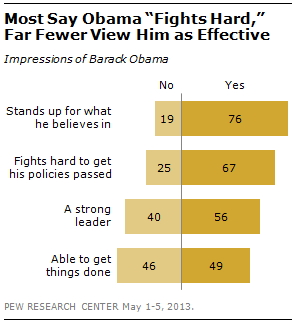 Most Say Obama “Fights Hard,”
Far Fewer View Him as Effective
Impressions of Barack Obama
No Yes
Stands up for what
he believes in
19 76
Fights hard to get
his policies passed
25 67
A strong
leader
40 56
Able to get
things done
46 49
PEW RESEARCH CENTER May 1-5, 2013.